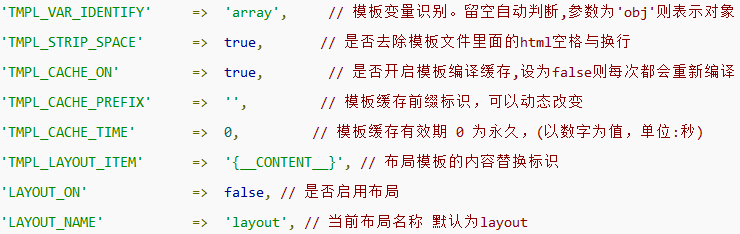 'TMPL_VAR_IDENTIFY' => 'array', // 模板变量识别。留空自动判断,参数为'obj'则表示对象
'TMPL_STRIP_SPACE' => true, // 是否去除模板文件里面的html空格与换行
'TMPL_CACHE_ON' => true, // 是否开启模板编译缓存,设为false则每次都会重新编译
'TMPL_CACHE_PREFIX' => '', // 模板缓存前缀标识，可以动态改变
'TMPL_CACHE_TIME' => 0, // 模板缓存有效期 0 为永久，(以数字为值，单位:秒)
'TMPL_LAYOUT_ITEM' => '{__CONTENT__}', // 布局模板的内容替换标识
'LAYOUT_ON' => false, // 是否启用布局
'LAYOUT_NAME' => 'layout', // 当前布局名称 默认为layout